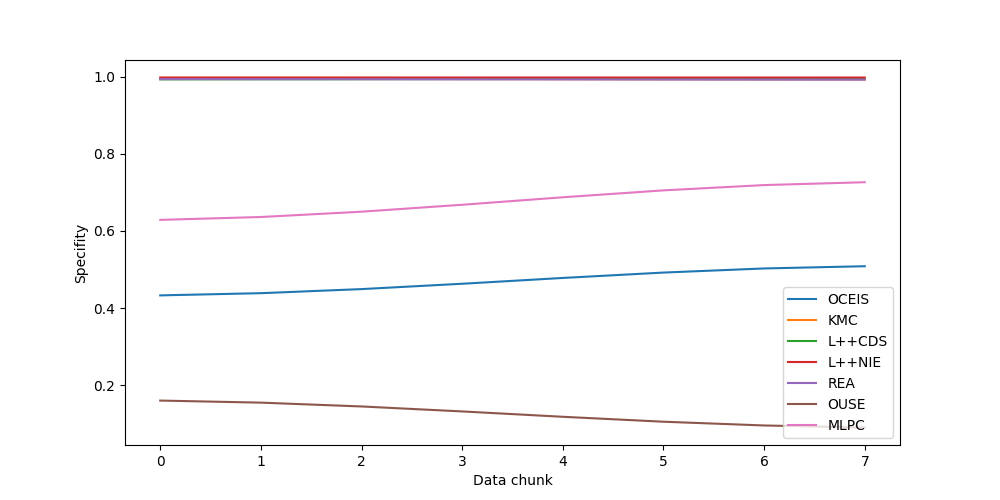 1.0
0.8
0.6
0.4
0.2
Specifity
0 1 2 3 4 5 6 7
Data chunk
OCEIS
KMC
L++CDS
L++NIE
REA
OUSE
MLPC